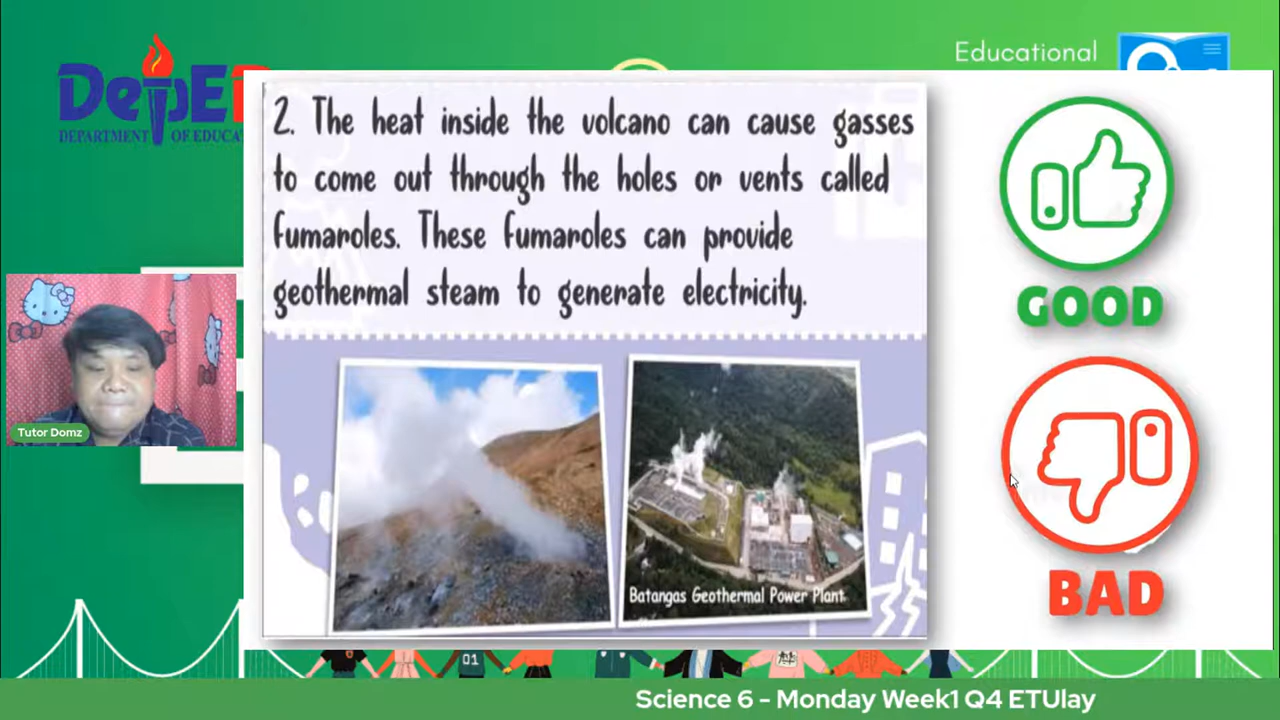 DepED
DEPARTMENT OF EDUCA
Educational
2. The heat inside the volcano can cause gasses
to come out through the holes or vents called
fumaroles. These fumaroles can provide
geothermal steam to generate electricity.
GOOD
BAD
Tutor Domz
Batangas Geothermal Power Plant
01
Science 6 - Monday Week1 Q4 ETUlay